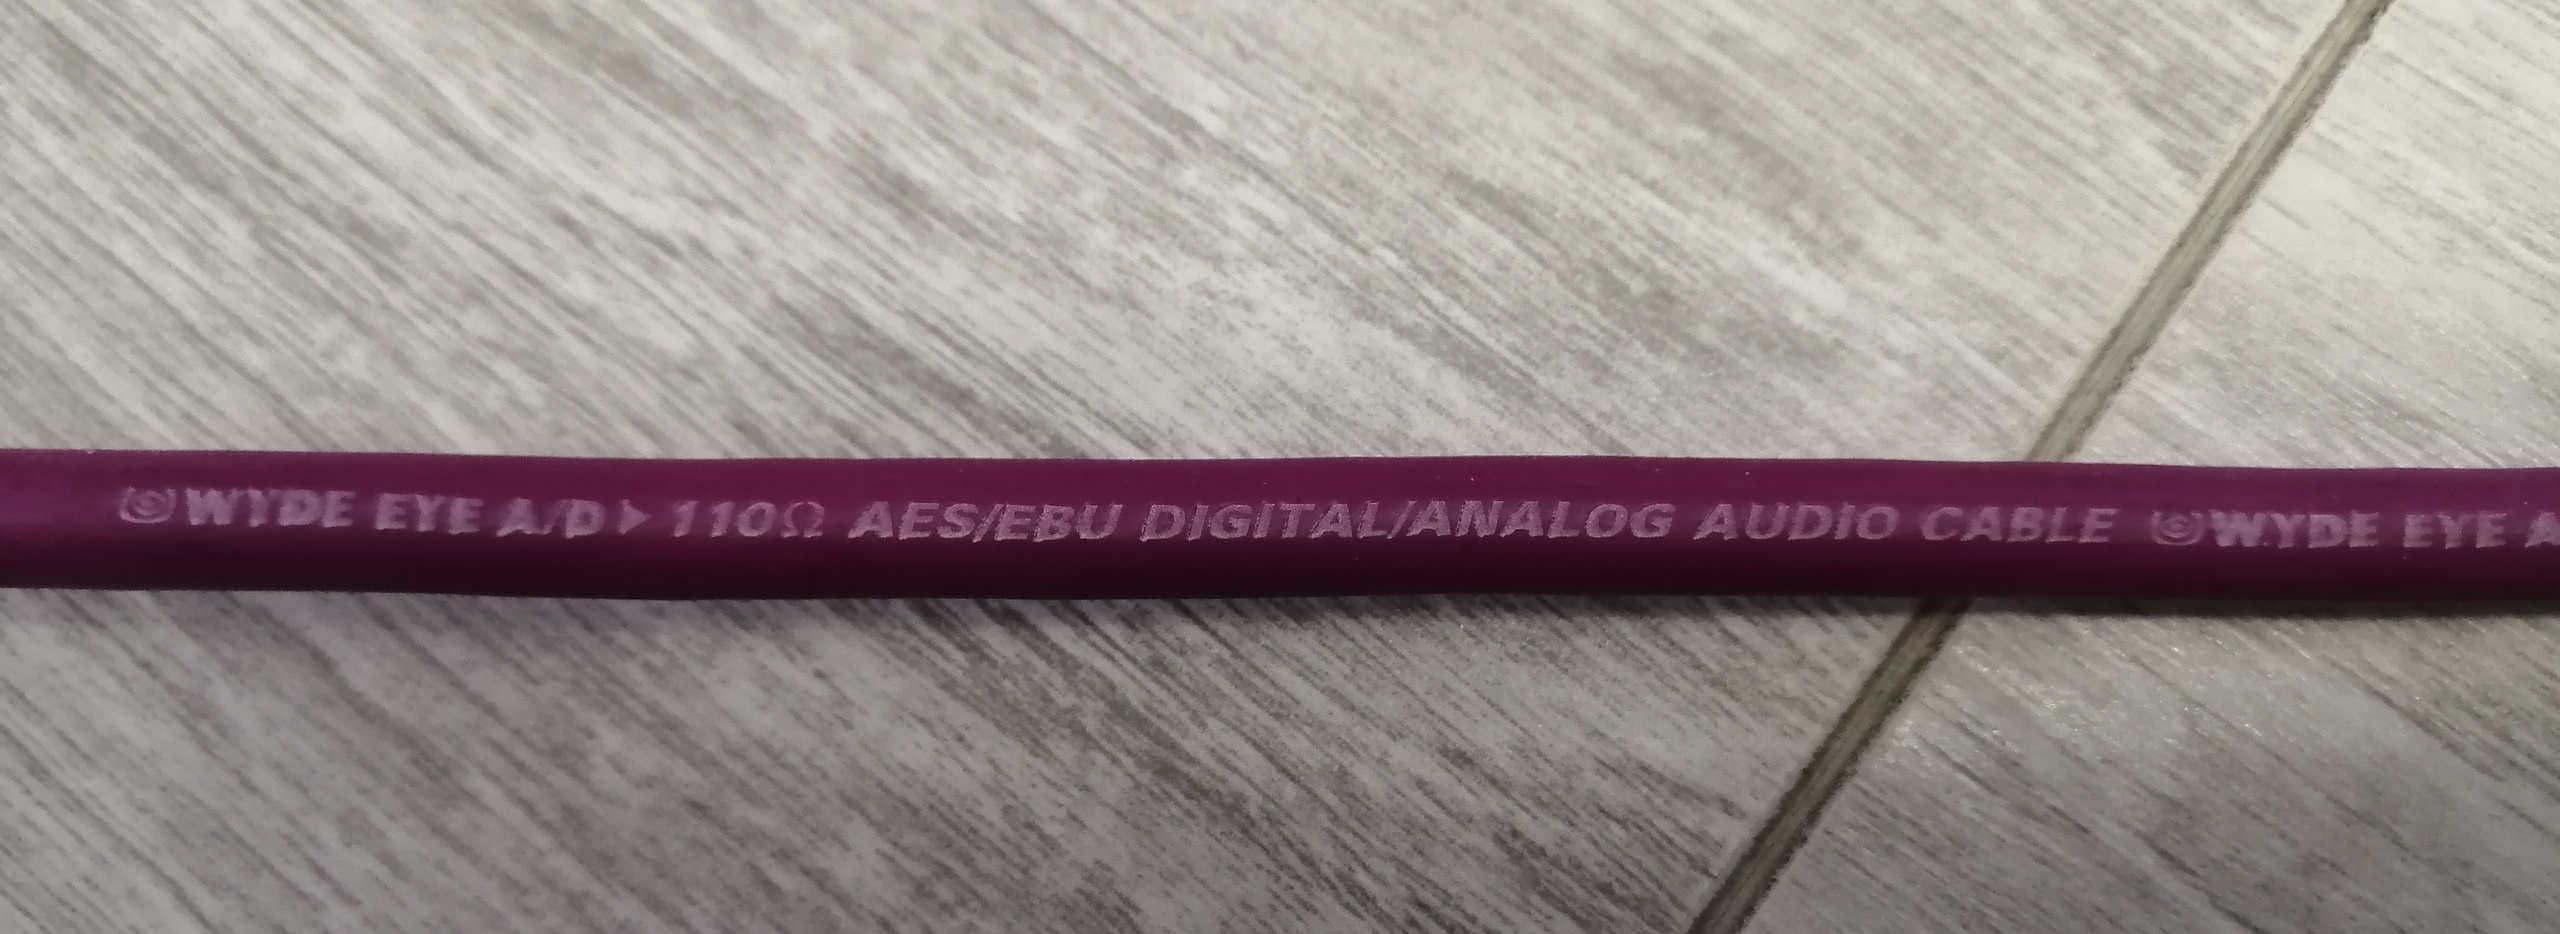 WYDE EYE A/D ▶ 110Ω AES/EBU DIGITAL/ANALOG AUDIO CABLE WYDE EYE A